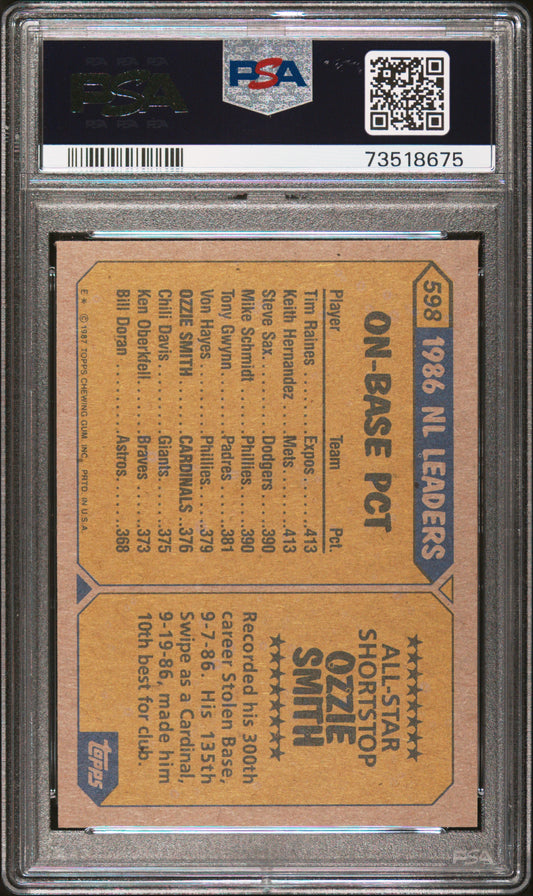 PSA
PSA
73518675
598
1986 NL LEADERS
ON-BASE PCT
Player Team Pct.
Tim Raines .....Expos......413
Keith Hernandez ....Mets......413
Steve Sax.........Dodgers...390
Mike Schmidt......Phillies...390
Tony Gwynn.......Padres....381
Von Hayes........Phillies...379
OZZIE SMITH.....CARDINALS ..376
Chili Davis........Giants......375
Ken Oberkfell.....Braves.....373
Bill Doran.........Astros.....368
E* © 1987 TOPPS CHEWING GUM, INC. PRTD. IN U.S.A.
ALL-STAR
SHORTSTOP
OZZIE
SMITH
Recorded his 300th
career Stolen Base,
9-7-86. His 135th
Swipe as a Cardinal,
9-19-86, made him
10th best for club.
topps
PSA